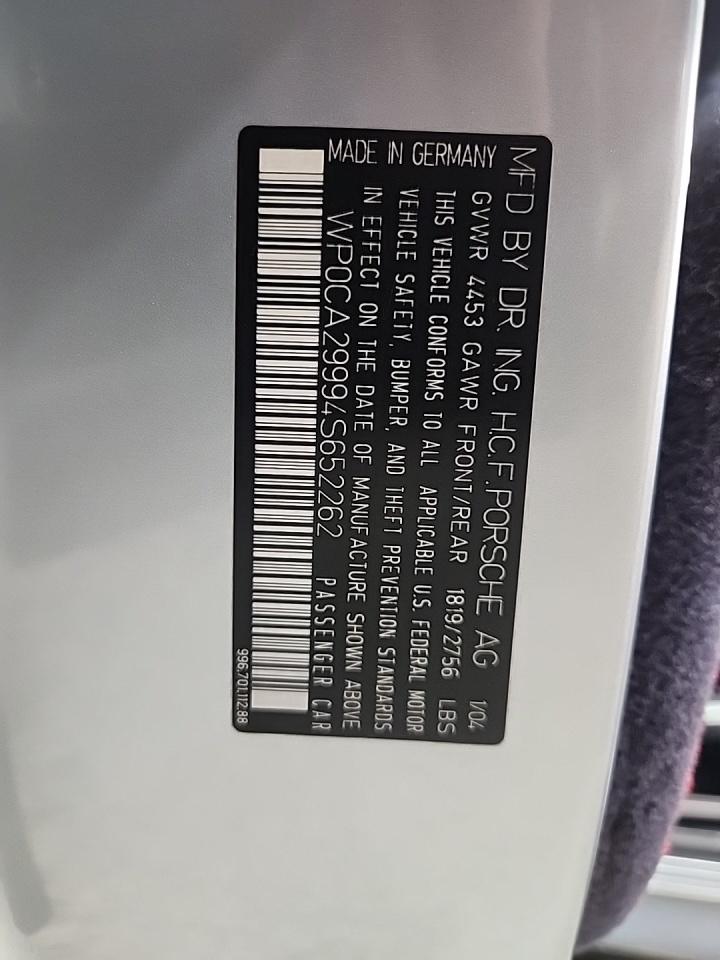 MFD BY DR. ING. H.C.F. PORSCHE AG 1/04
GVWR 4453 GAWR FRONT/REAR 1819/2756 LBS
THIS VEHICLE CONFORMS TO ALL APPLICABLE U.S. FEDERAL MOTOR
VEHICLE SAFETY, BUMPER, AND THEFT PREVENTION STANDARDS
IN EFFECT ON THE DATE OF MANUFACTURE SHOWN ABOVE
MADE IN GERMANY
WP0CA29994S652262 PASSENGER CAR
996.701.112.88